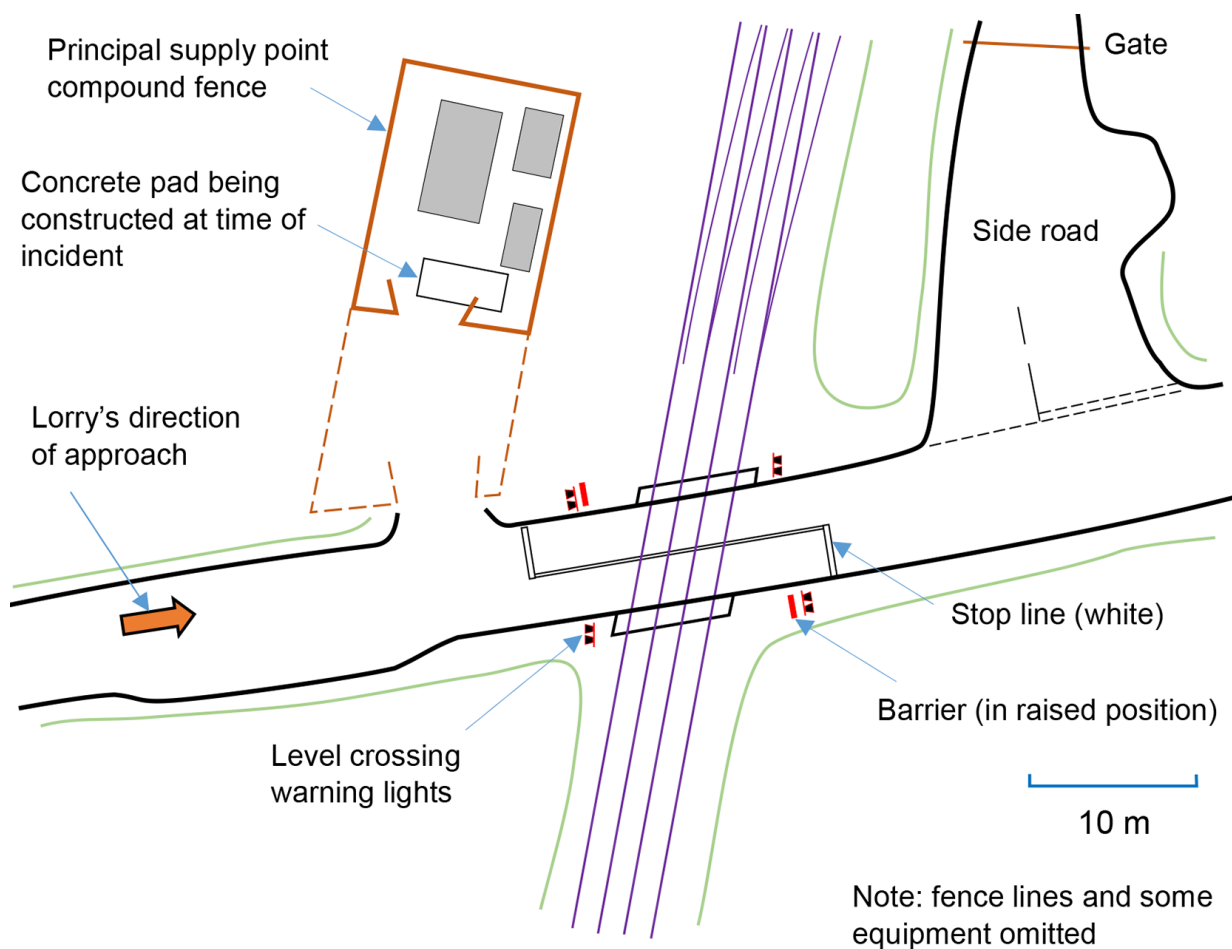 Principal supply point
compound fence
Gate
Concrete pad being
constructed at time of
incident
Side road
Lorry’s direction
of approach
Stop line (white)
Barrier (in raised position)
Level crossing
warning lights
10 m
Note: fence lines and some
equipment omitted